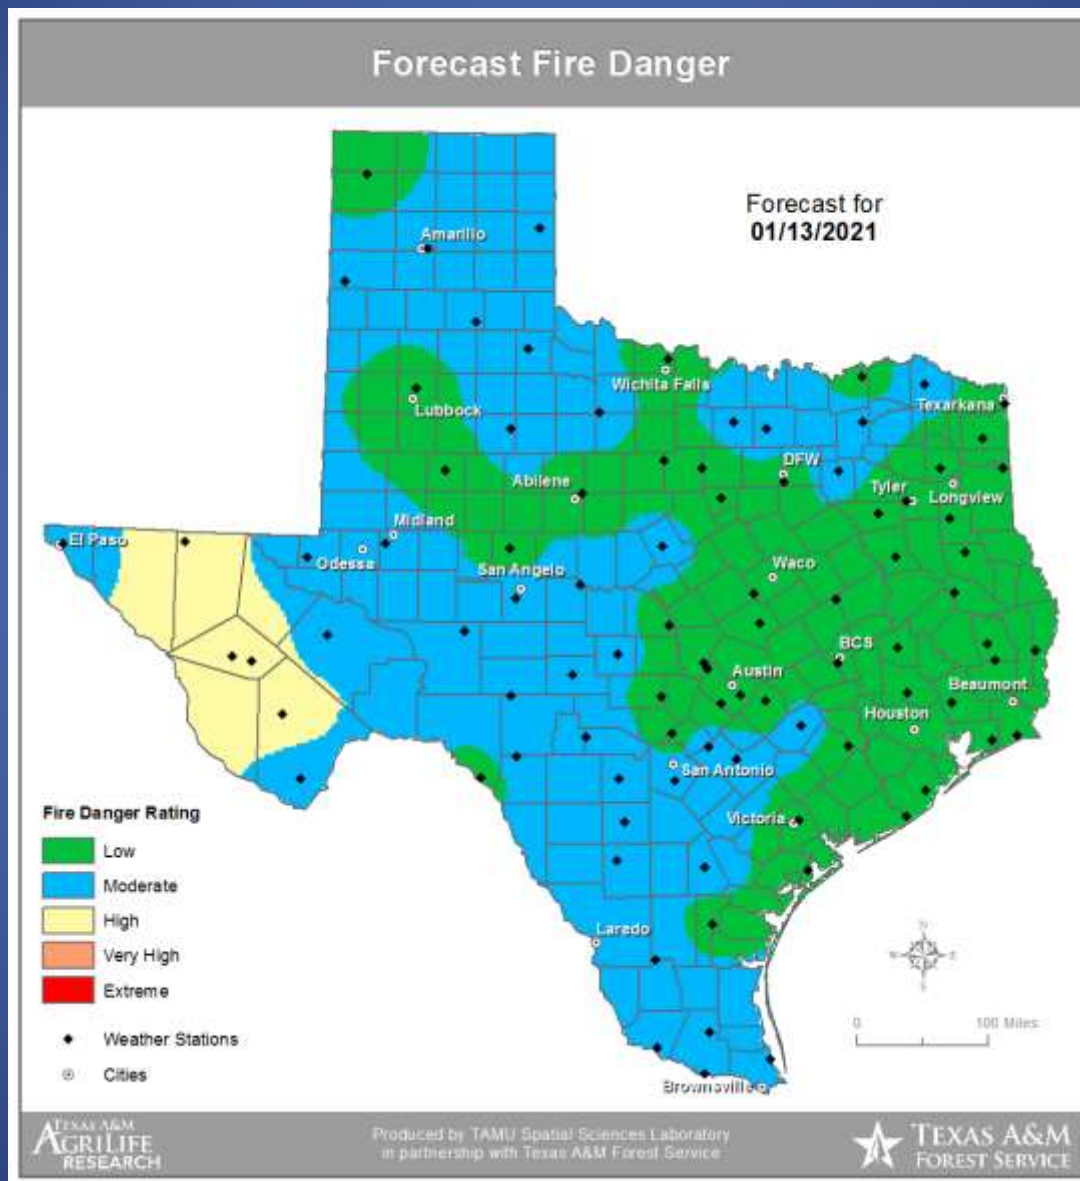 Forecast Fire Danger
Forecast for
01/13/2021
Amarillo
Lubbock
Wichita Falls
Texarkana
DFW
Abilene
Tyler
Longview
Midland
El Paso
Odessa
San Angelo
Waco
BCS
Austin
Beaumont
Houston
San Antonio
Victoria
Laredo
Brownsville
Fire Danger Rating
Low
Moderate
High
Very High
Extreme
Weather Stations
Cities
N
W
E
S
0 100 Miles
TEXAS A&M
AGRILIFE
RESEARCH
Produced by TAMU Spatial Sciences Laboratory
in partnership with Texas A&M Forest Service
TEXAS A&M
FOREST SERVICE